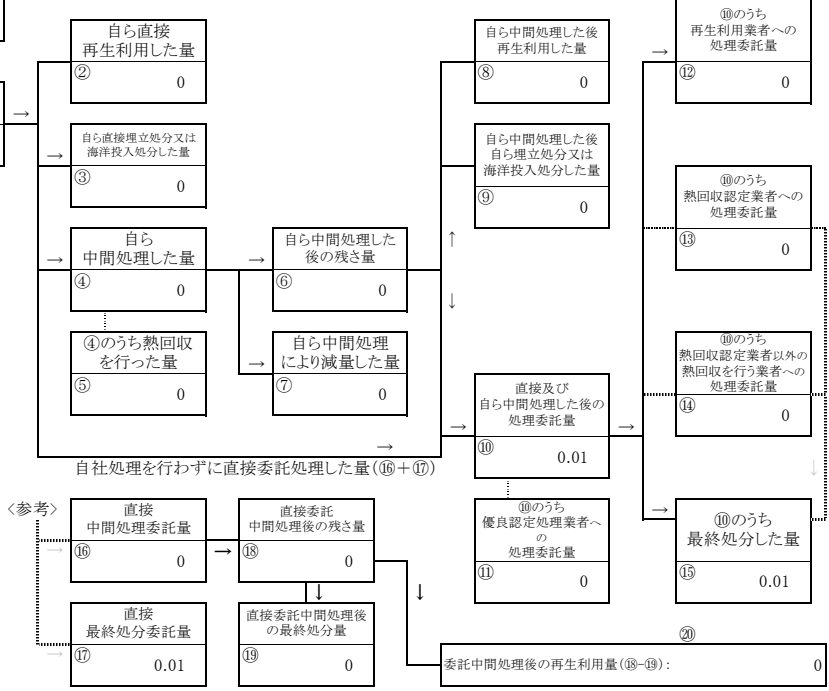 自ら直接
再生利用した量
②
0
→
自ら直接埋立処分又は
海洋投入処分した量
→
③
0
自ら
中間処理した量
→
④
0
④のうち熱回収
を行った量
⑤
0
→
自ら中間処理した
後の残さ量
⑥
0
自ら中間処理
により減量した量
→
⑦
0
自ら中間処理した後
再生利用した量
⑧
0
自ら中間処理した後
自ら埋立処分又は
海洋投入処分した量
⑨
0
↑
↓
直接及び
自ら中間処理した後の
処理委託量
→
⑩
0.01
→
⑩のうち
優良認定処理業者へ
の
処理委託量
⑪
0
⑩のうち
再生利用業者への
処理委託量
→
⑫
0
⑩のうち
熱回収認定業者への
処理委託量
⑬
0
⑩のうち
熱回収認定業者以外の
熱回収を行う業者への
処理委託量
⑭
0
↓
→
⑩のうち
最終処分した量
⑮
0.01
→
自社処理を行わずに直接委託処理した量(⑯+⑰)
〈参考〉
直接
中間処理委託量
→
⑯
0
→
直接委託
中間処理後の残さ量
⑱
0
↓
↓
直接
最終処分委託量
→
⑰
0.01
直接委託中間処理後
の最終処分量
⑲
0
⑳
委託中間処理後の再生利用量(⑱-⑲): 0